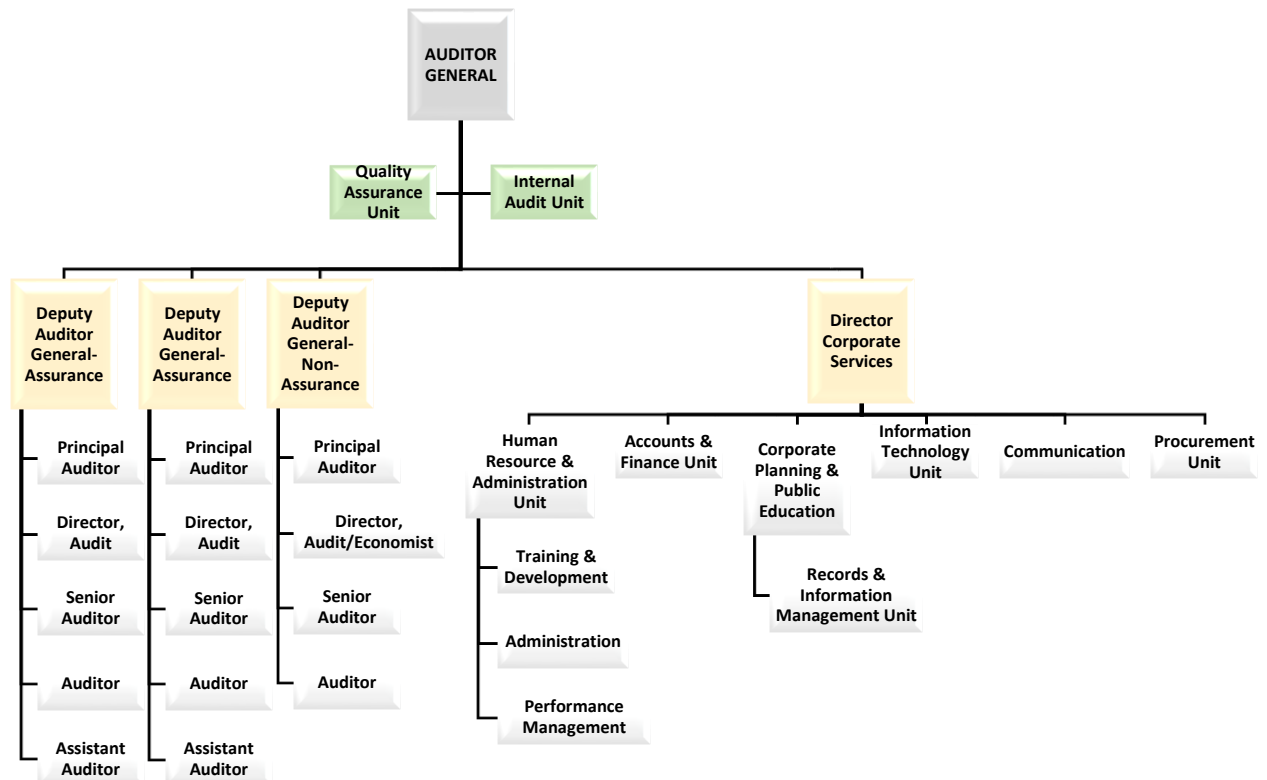 AUDITOR
GENERAL
Quality
Assurance
Unit
Internal
Audit Unit
Deputy
Auditor
General-
Assurance
Deputy
Auditor
General-
Assurance
Deputy
Auditor
General-
Non-
Assurance
Director
Corporate
Services
Principal
Auditor
Director,
Audit
Senior
Auditor
Auditor
Assistant
Auditor
Principal
Auditor
Director,
Audit
Senior
Auditor
Auditor
Assistant
Auditor
Principal
Auditor
Director,
Audit/Economist
Senior
Auditor
Auditor
Human
Resource &
Administration
Unit
Training &
Development
Administration
Performance
Management
Accounts &
Finance Unit
Corporate
Planning &
Public
Education
Records &
Information
Management Unit
Information
Technology
Unit
Communication
Procurement
Unit